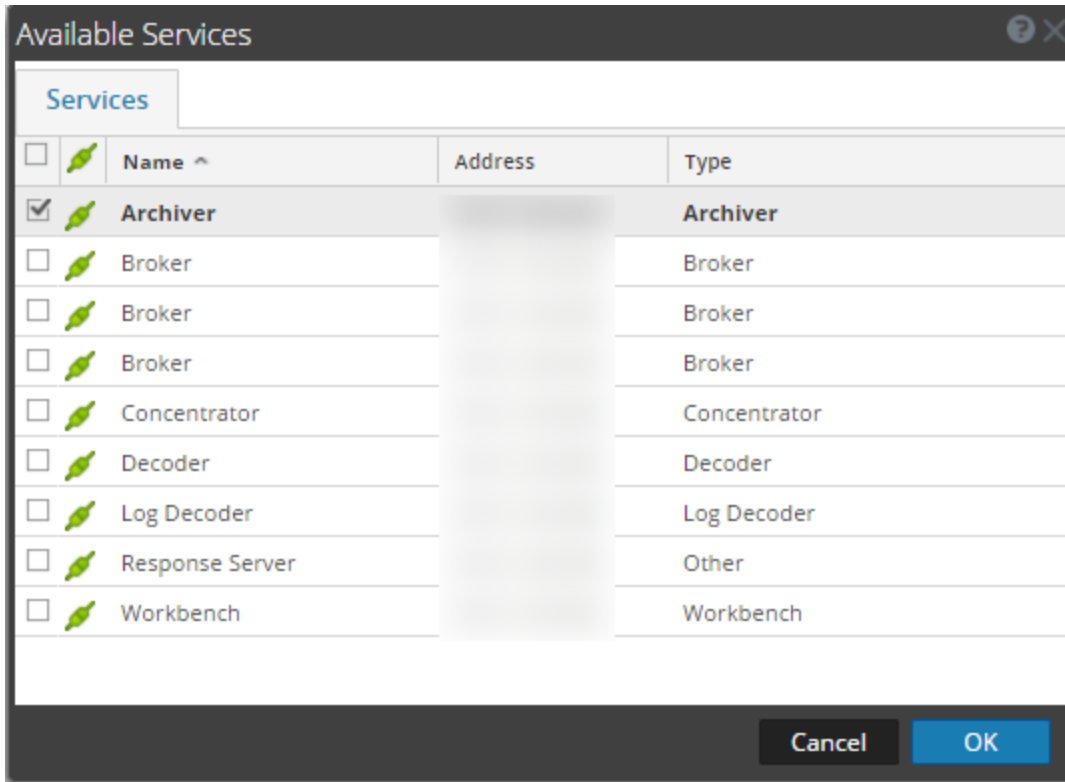 Available Services
Services
Name Address Type
Archiver Archiver
Broker Broker
Broker Broker
Broker Broker
Concentrator Concentrator
Decoder Decoder
Log Decoder Log Decoder
Response Server Other
Workbench Workbench
Cancel OK